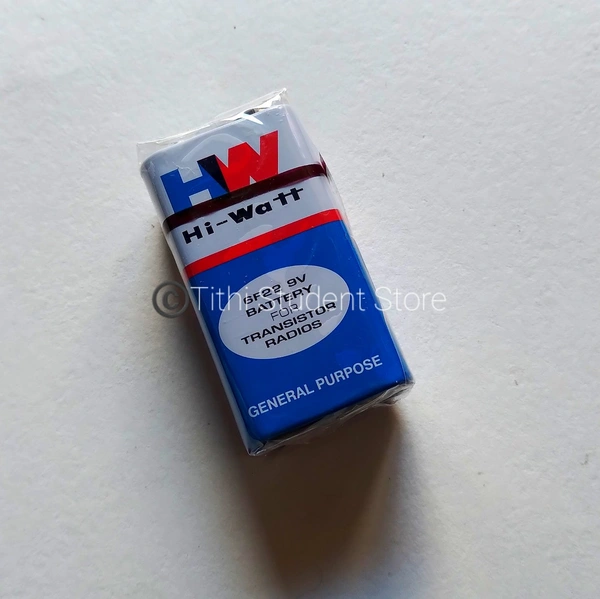 HW
Hi-Watt
6F22 9V
BATTERY
FOR
TRANSISTOR
RADIOS
GENERAL PURPOSE
© Tithi Student Store